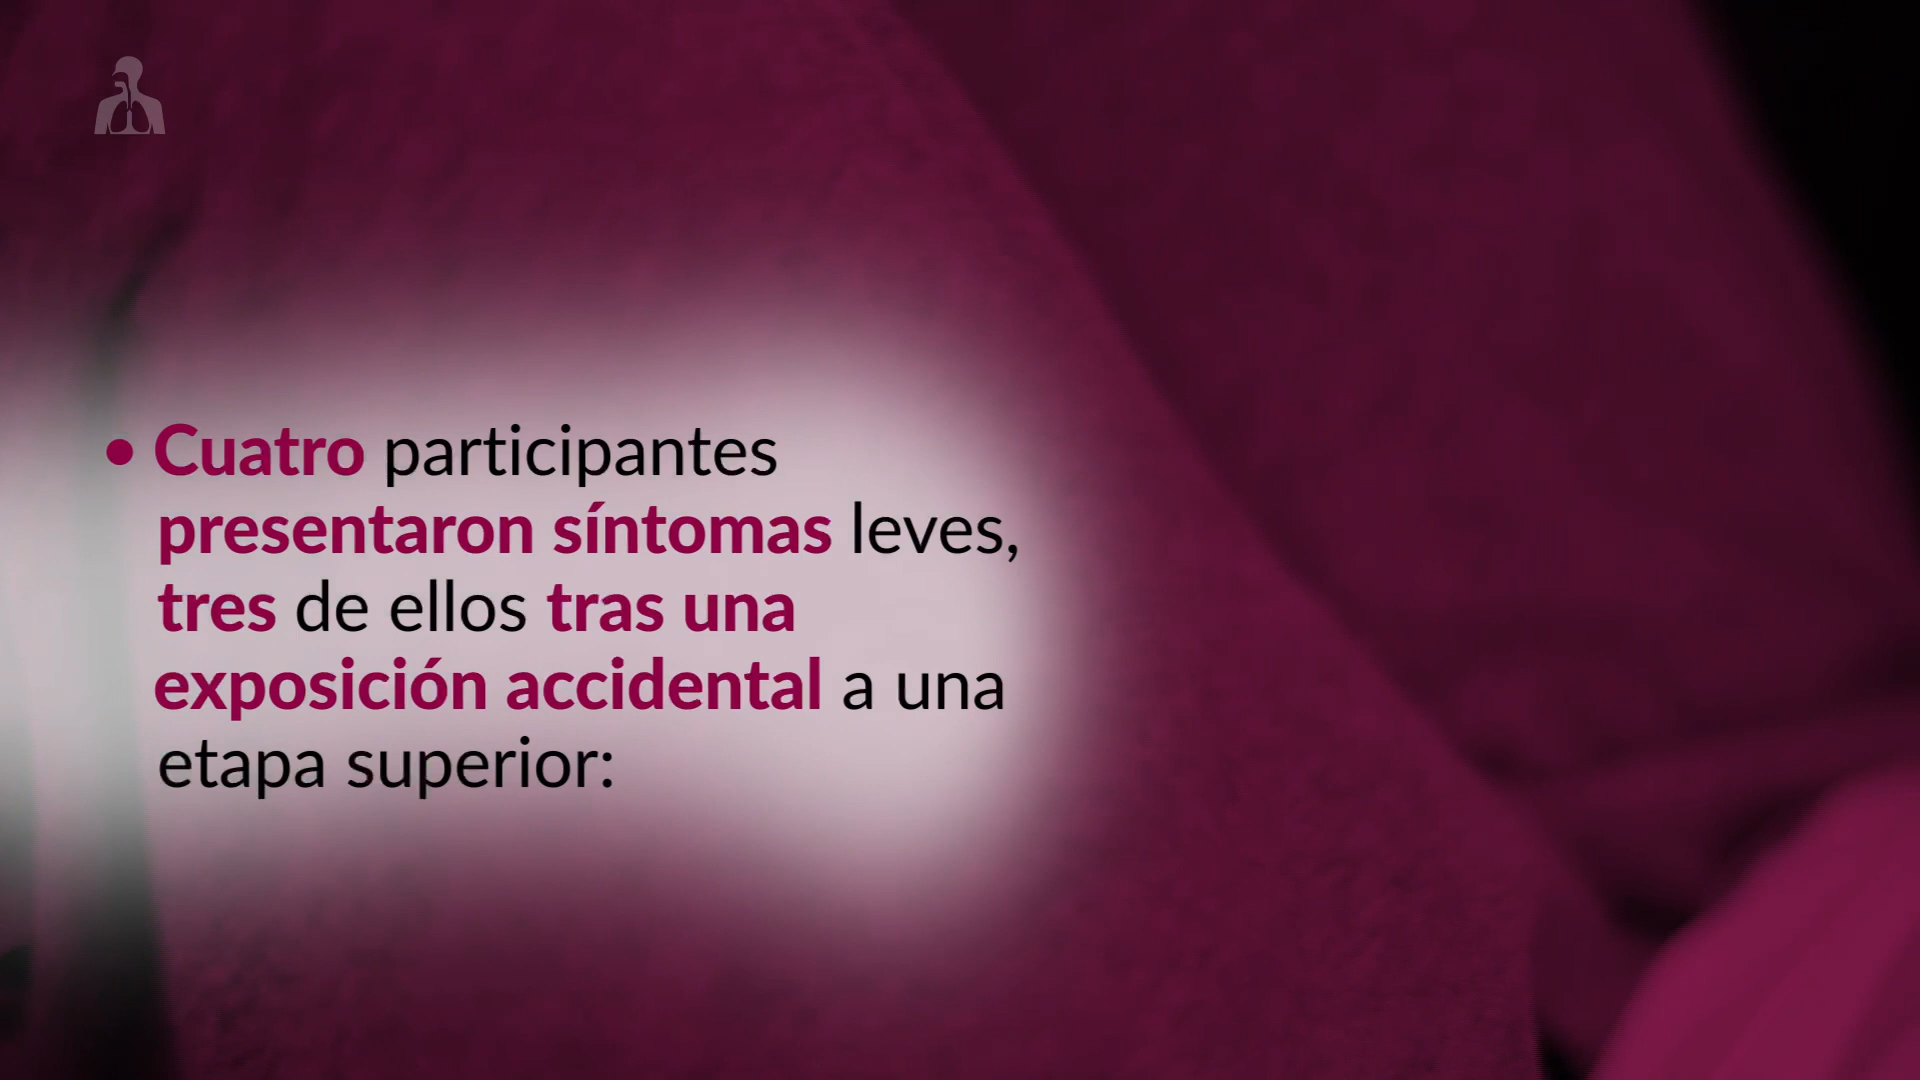 • Cuatro participantes
presentaron síntomas leves,
tres de ellos tras una
exposición accidental a una
etapa superior: